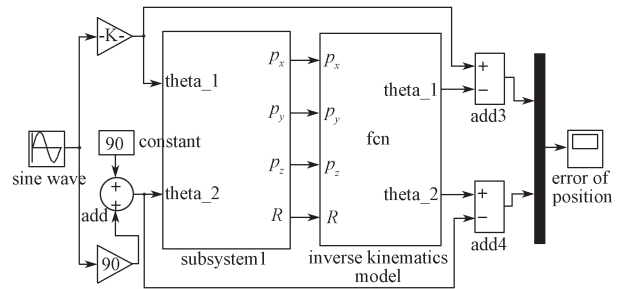 -K-
theta_1
theta_2
subsystem1
p_x
p_y
p_z
R
p_x
p_y
p_z
R
fcn
theta_1
theta_2
inverse kinematics
model
+
−
add3
+
−
add4
error of
position
90
constant
sine wave
+
+
add
90